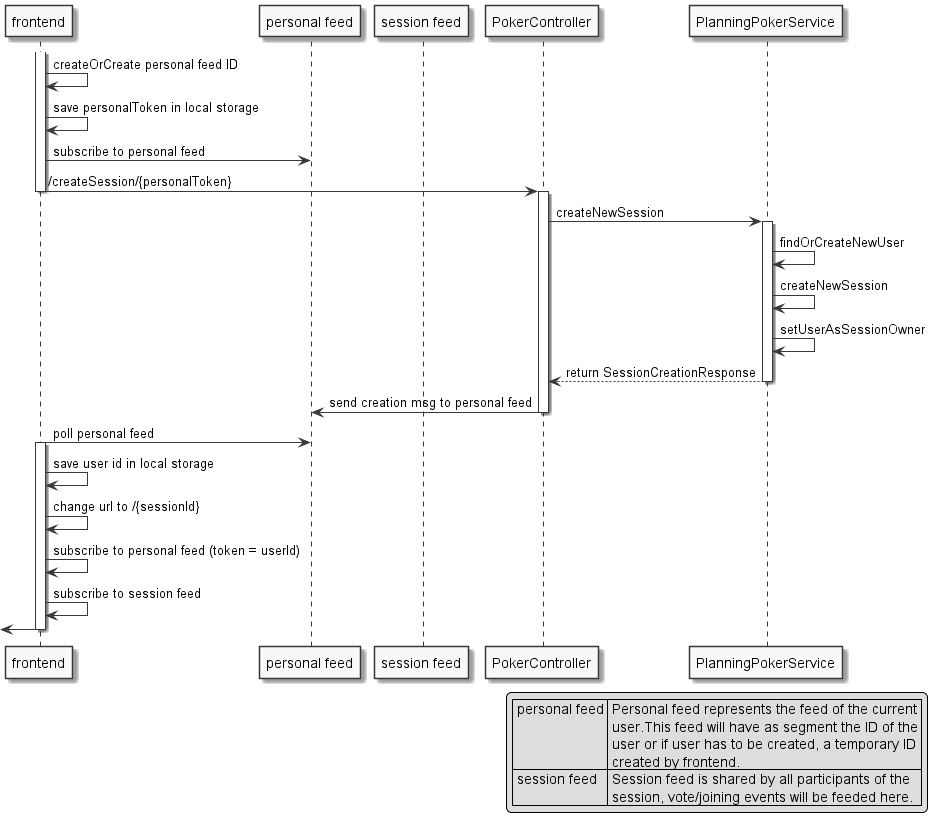 frontend
personal feed
session feed
PokerController
PlanningPokerService
createOrCreate personal feed ID
save personalToken in local storage
subscribe to personal feed
/createSession/{personalToken}
createNewSession
findOrCreateNewUser
createNewSession
setUserAsSessionOwner
return SessionCreationResponse
send creation msg to personal feed
poll personal feed
save user id in local storage
change url to /{sessionId}
subscribe to personal feed (token = userId)
subscribe to session feed
frontend
personal feed
session feed
PokerController
PlanningPokerService
personal feed
Personal feed represents the feed of the current
user.This feed will have as segment the ID of the
user or if user has to be created, a temporary ID
created by frontend.
session feed
Session feed is shared by all participants of the
session, vote/joining events will be feeded here.